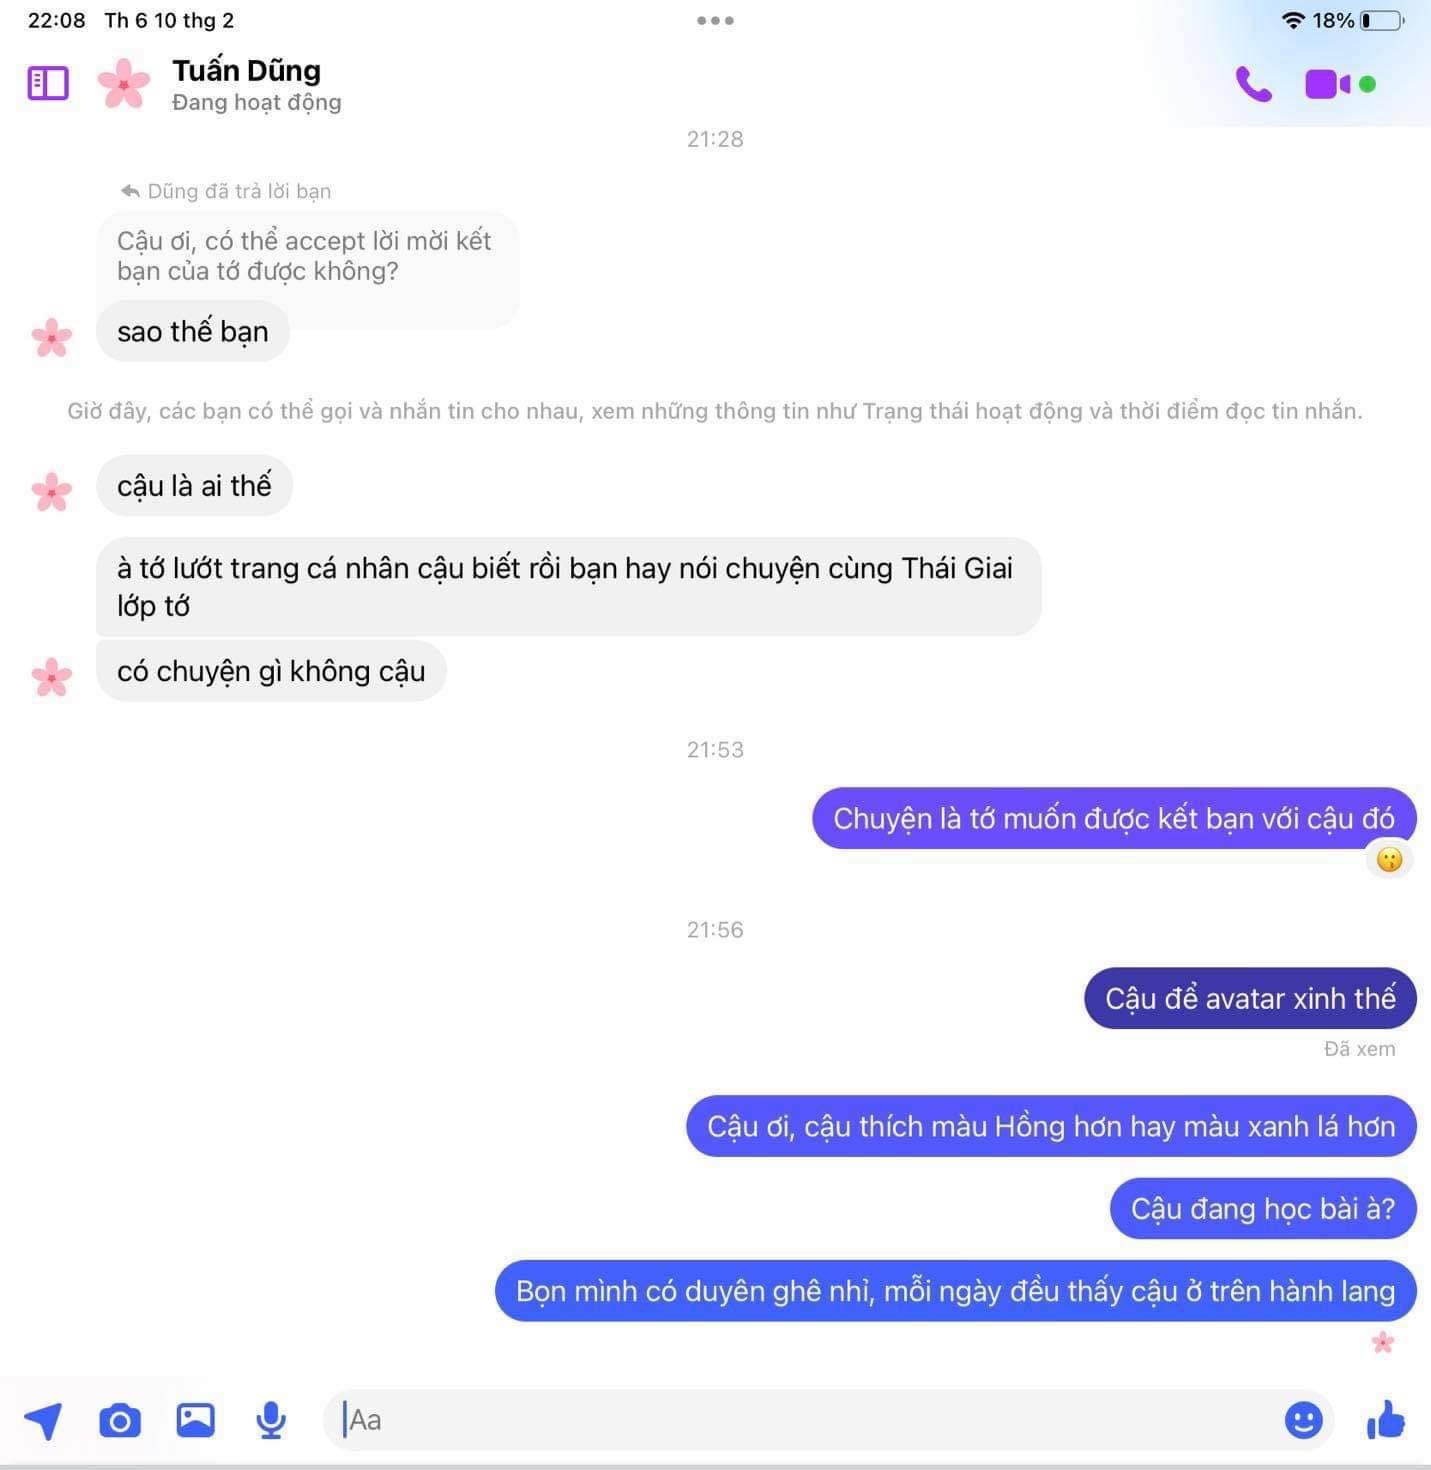 22:08 Th 6 10 thg 2
18%
Tuấn Dũng
Đang hoạt động
21:28
Dũng đã trả lời bạn
Cậu ơi, có thể accept lời mời kết
bạn của tớ được không?
sao thế bạn
Giờ đây, các bạn có thể gọi và nhắn tin cho nhau, xem những thông tin như Trạng thái hoạt động và thời điểm đọc tin nhắn.
cậu là ai thế
à tớ lướt trang cá nhân cậu biết rồi bạn hay nói chuyện cùng Thái Giai
lớp tớ
có chuyện gì không cậu
21:53
Chuyện là tớ muốn được kết bạn với cậu đó
21:56
Cậu để avatar xinh thế
Đã xem
Cậu ơi, cậu thích màu Hồng hơn hay màu xanh lá hơn
Cậu đang học bài à?
Bọn mình có duyên ghê nhỉ, mỗi ngày đều thấy cậu ở trên hành lang
Aa